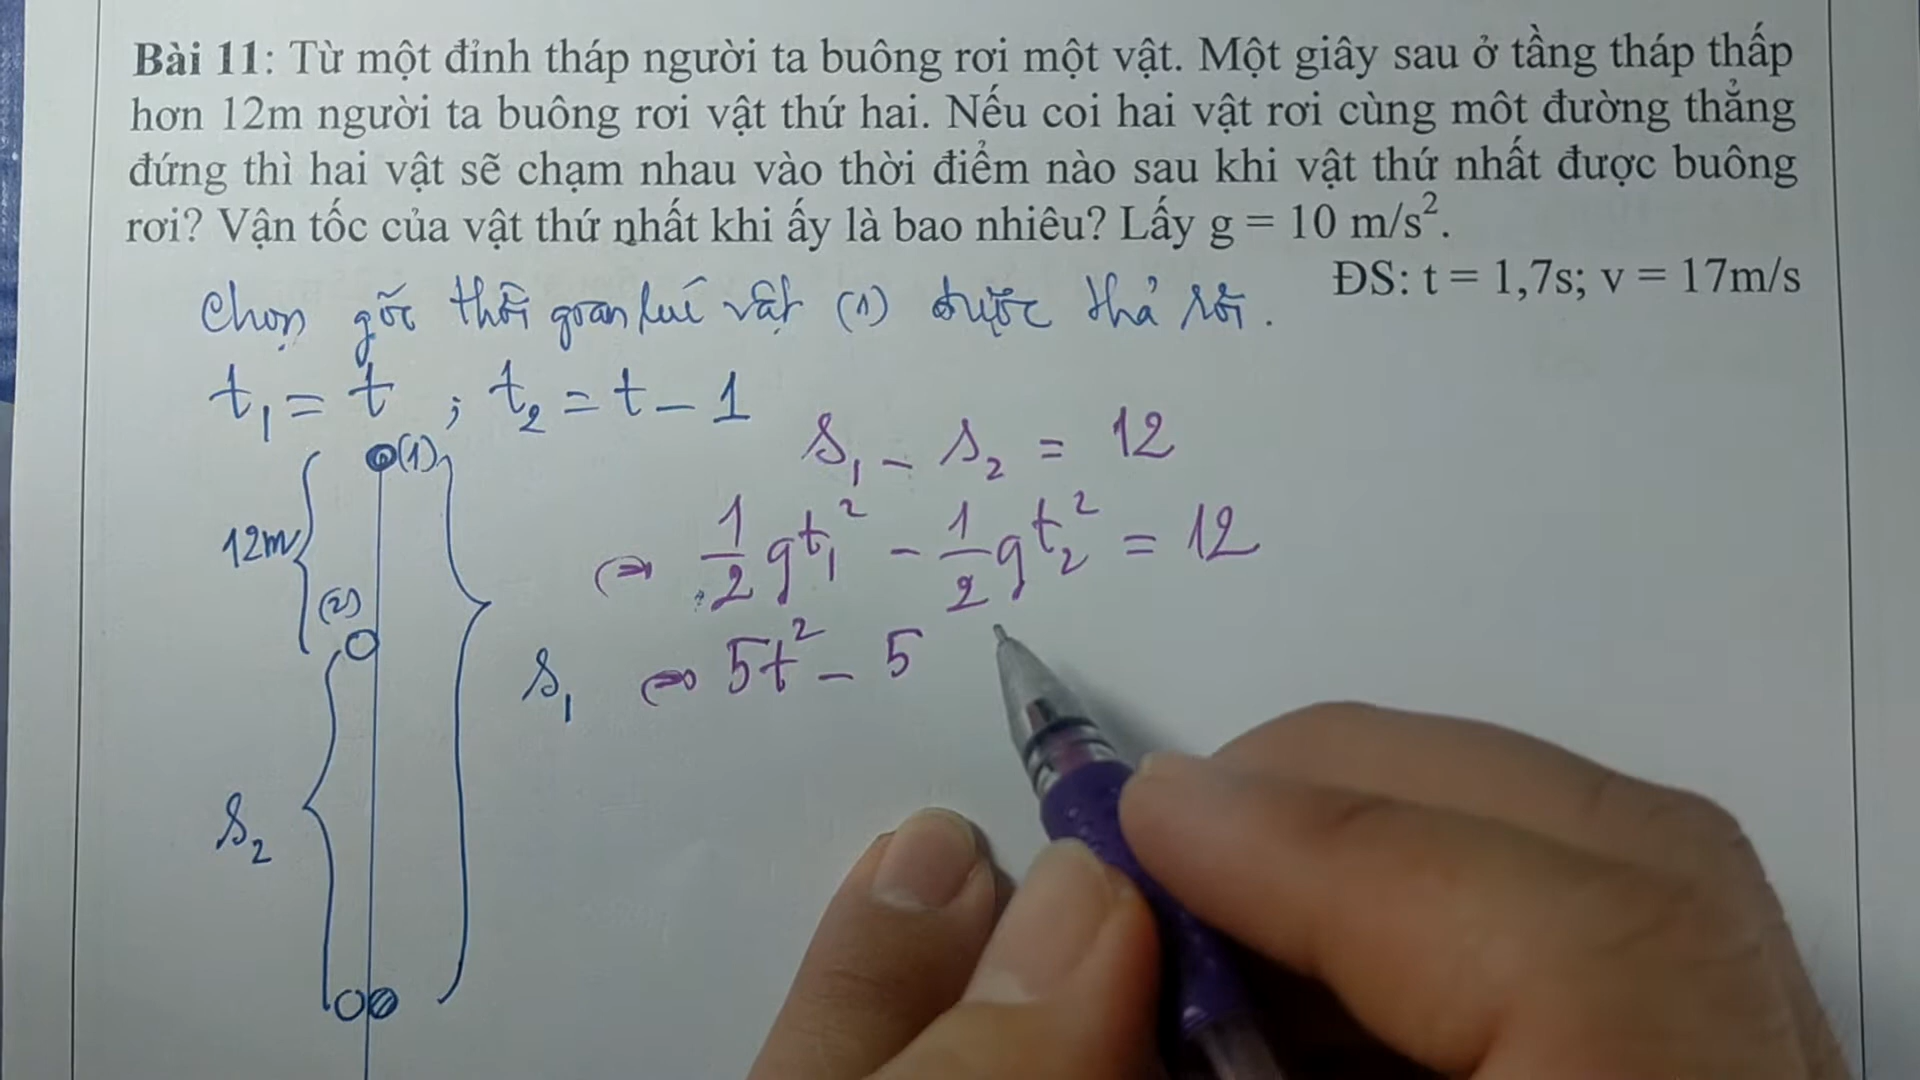 Bài 11: Từ một đỉnh tháp người ta buông rơi một vật. Một giây sau ở tầng tháp thấp
hơn 12m người ta buông rơi vật thứ hai. Nếu coi hai vật rơi cùng một đường thẳng
đứng thì hai vật sẽ chạm nhau vào thời điểm nào sau khi vật thứ nhất được buông
rơi? Vận tốc của vật thứ nhất khi ấy là bao nhiêu? Lấy g = 10 m/s².
ĐS: t = 1,7s; v = 17m/s
Chọn gốc thời gian lúc vật (1) được thả rơi.
t₁ = t ; t₂ = t - 1
(1)
S₁ - S₂ = 12
12m
⇔ 1/2 gt₁² - 1/2 gt₂² = 12
(2)
S₁
⇔ 5t² - 5
S₂